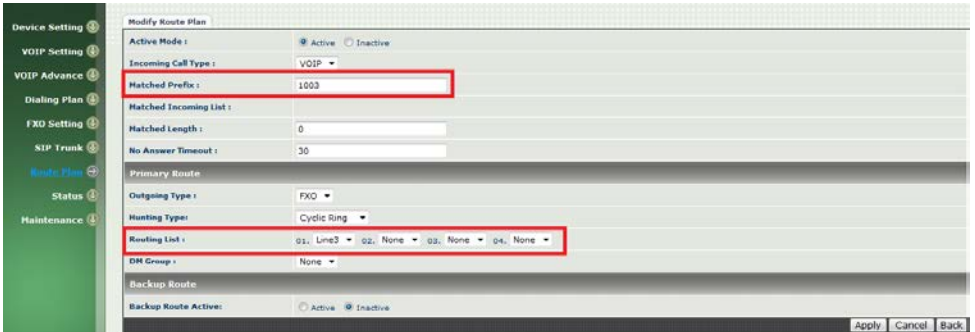 Device Setting
VOIP Setting
VOIP Advance
Dialing Plan
FXO Setting
SIP Trunk
Route Plan
Status
Maintenance
Modify Route Plan
Active Mode : Active Inactive
Incoming Call Type : VOIP
Matched Prefix : 1003
Matched Incoming List :
Matched Length : 0
No Answer Timeout : 30
Primary Route
Outgoing Type : FXO
Hunting Type: Cyclic Ring
Routing List : 01. Line3 02. None 03. None 04. None
DM Group : None
Backup Route
Backup Route Active: Active Inactive
Apply Cancel Back